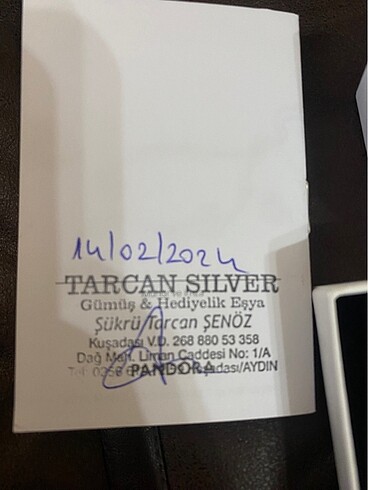 14/02/2024
TARCAN SILVER
Gümüş & Hediyelik Eşya
Şükrü Tarcan ŞENÖZ
Kuşadası V.D. 268 880 53 358
Dağ Mah. Liman Caddesi No: 1/A
Tel: Kuşadası/AYDIN
PANDORA